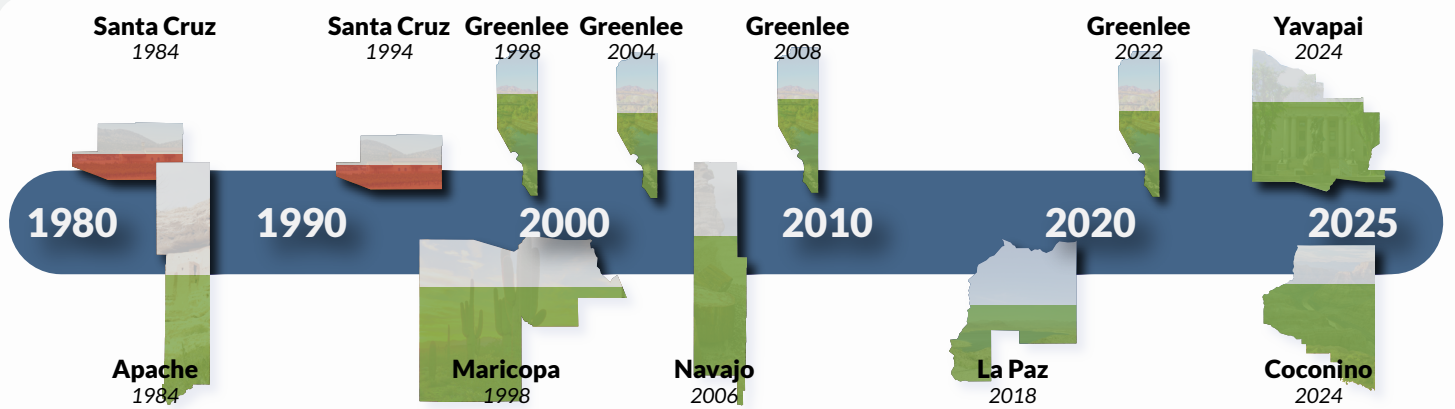 Santa Cruz Santa Cruz Greenlee Greenlee Greenlee Greenlee Yavapai
1984 1994 1998 2004 2008 2022 2024
1980 1990 2000 2010 2020 2025
Apache Maricopa Navajo La Paz Coconino
1984 1998 2006 2018 2024